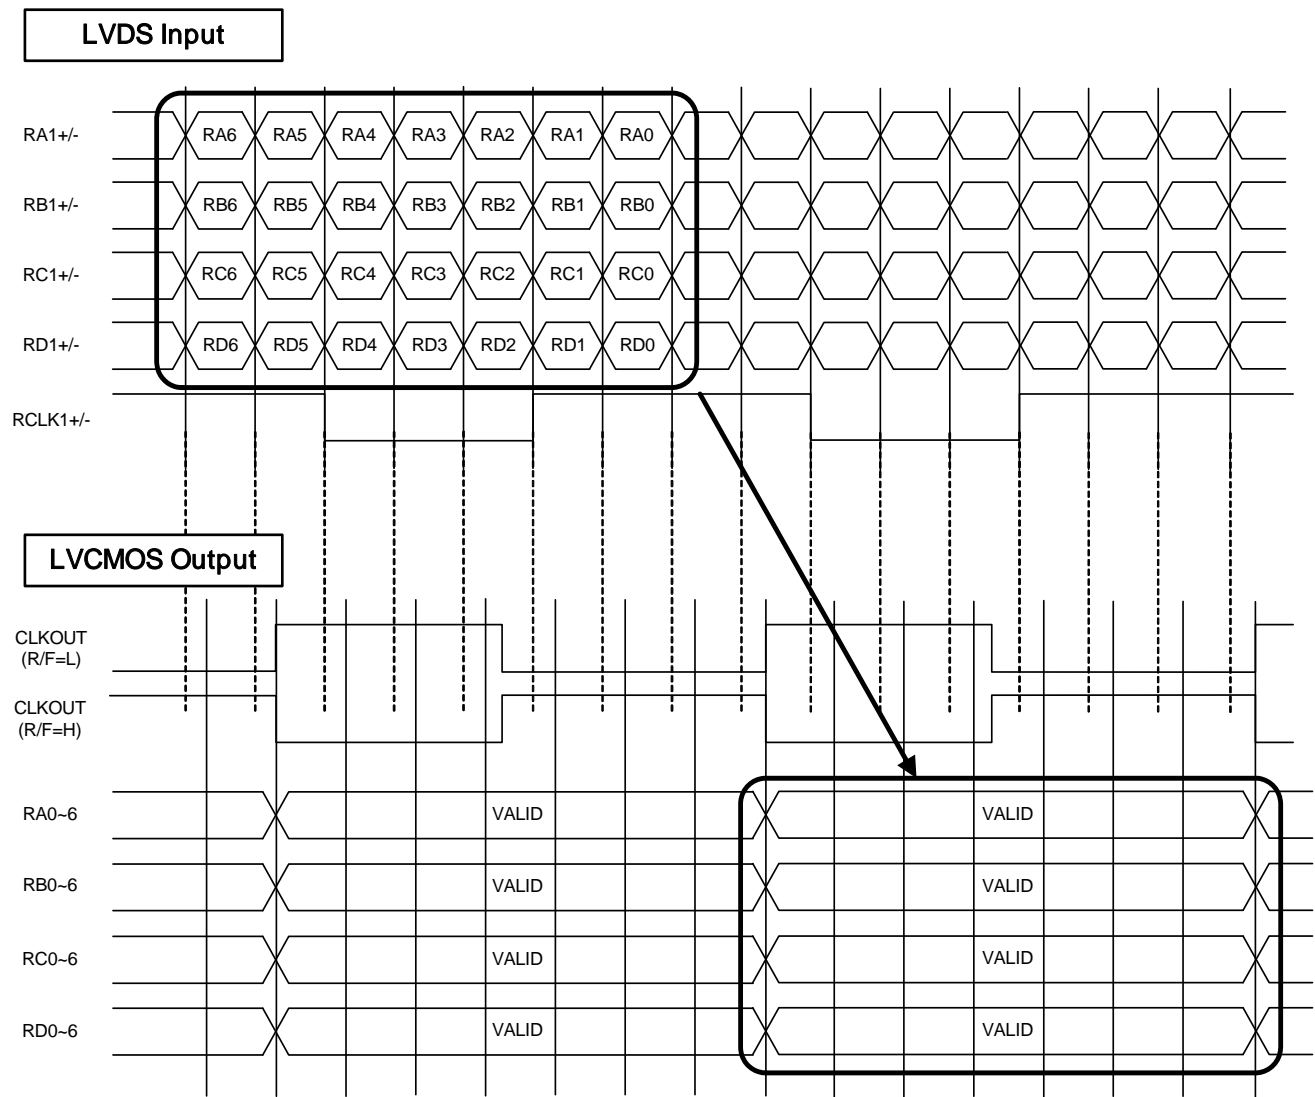 LVDS Input
RA1+/- RA6 RA5 RA4 RA3 RA2 RA1 RA0
RB1+/- RB6 RB5 RB4 RB3 RB2 RB1 RB0
RC1+/- RC6 RC5 RC4 RC3 RC2 RC1 RC0
RD1+/- RD6 RD5 RD4 RD3 RD2 RD1 RD0
RCLK1+/-
LVCMOS Output
CLKOUT
(R/F=L)
CLKOUT
(R/F=H)
RA0~6 VALID VALID
RB0~6 VALID VALID
RC0~6 VALID VALID
RD0~6 VALID VALID